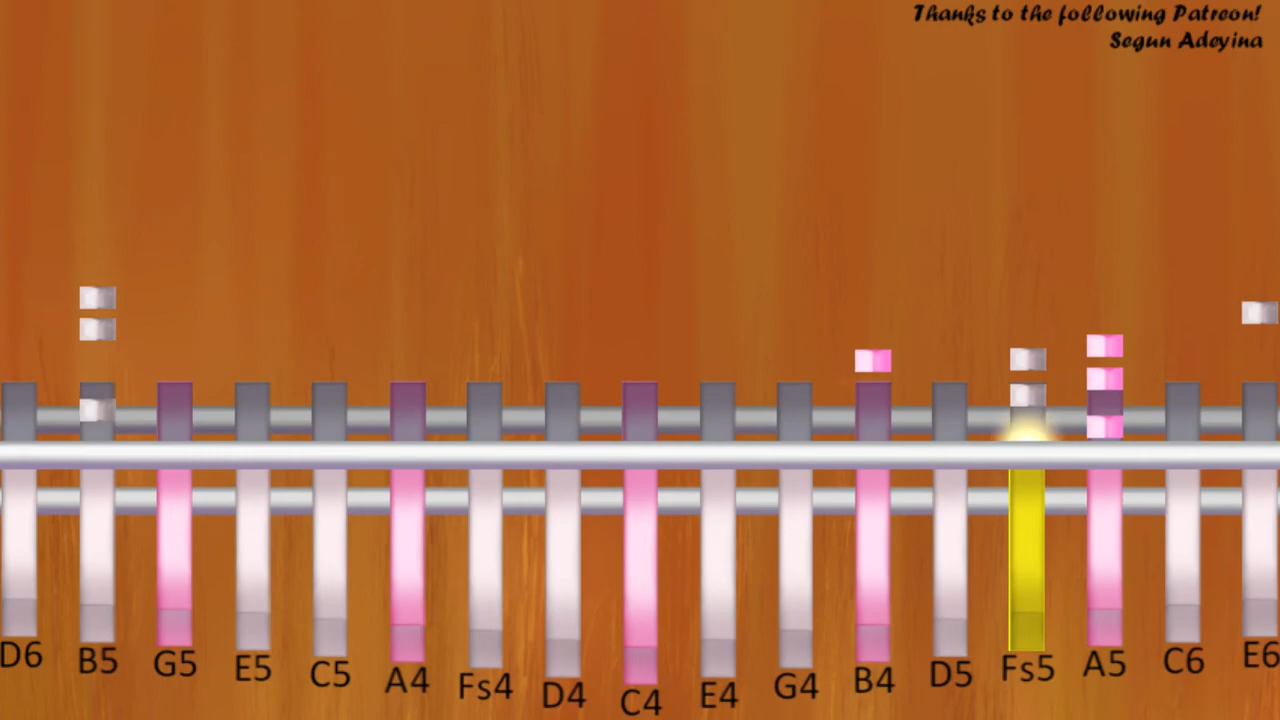 Thanks to the following Patreon!
Segun Adeyina
D6 B5 G5 E5 C5 A4 Fs4 D4 C4 E4 G4 B4 D5 Fs5 A5 C6 E6